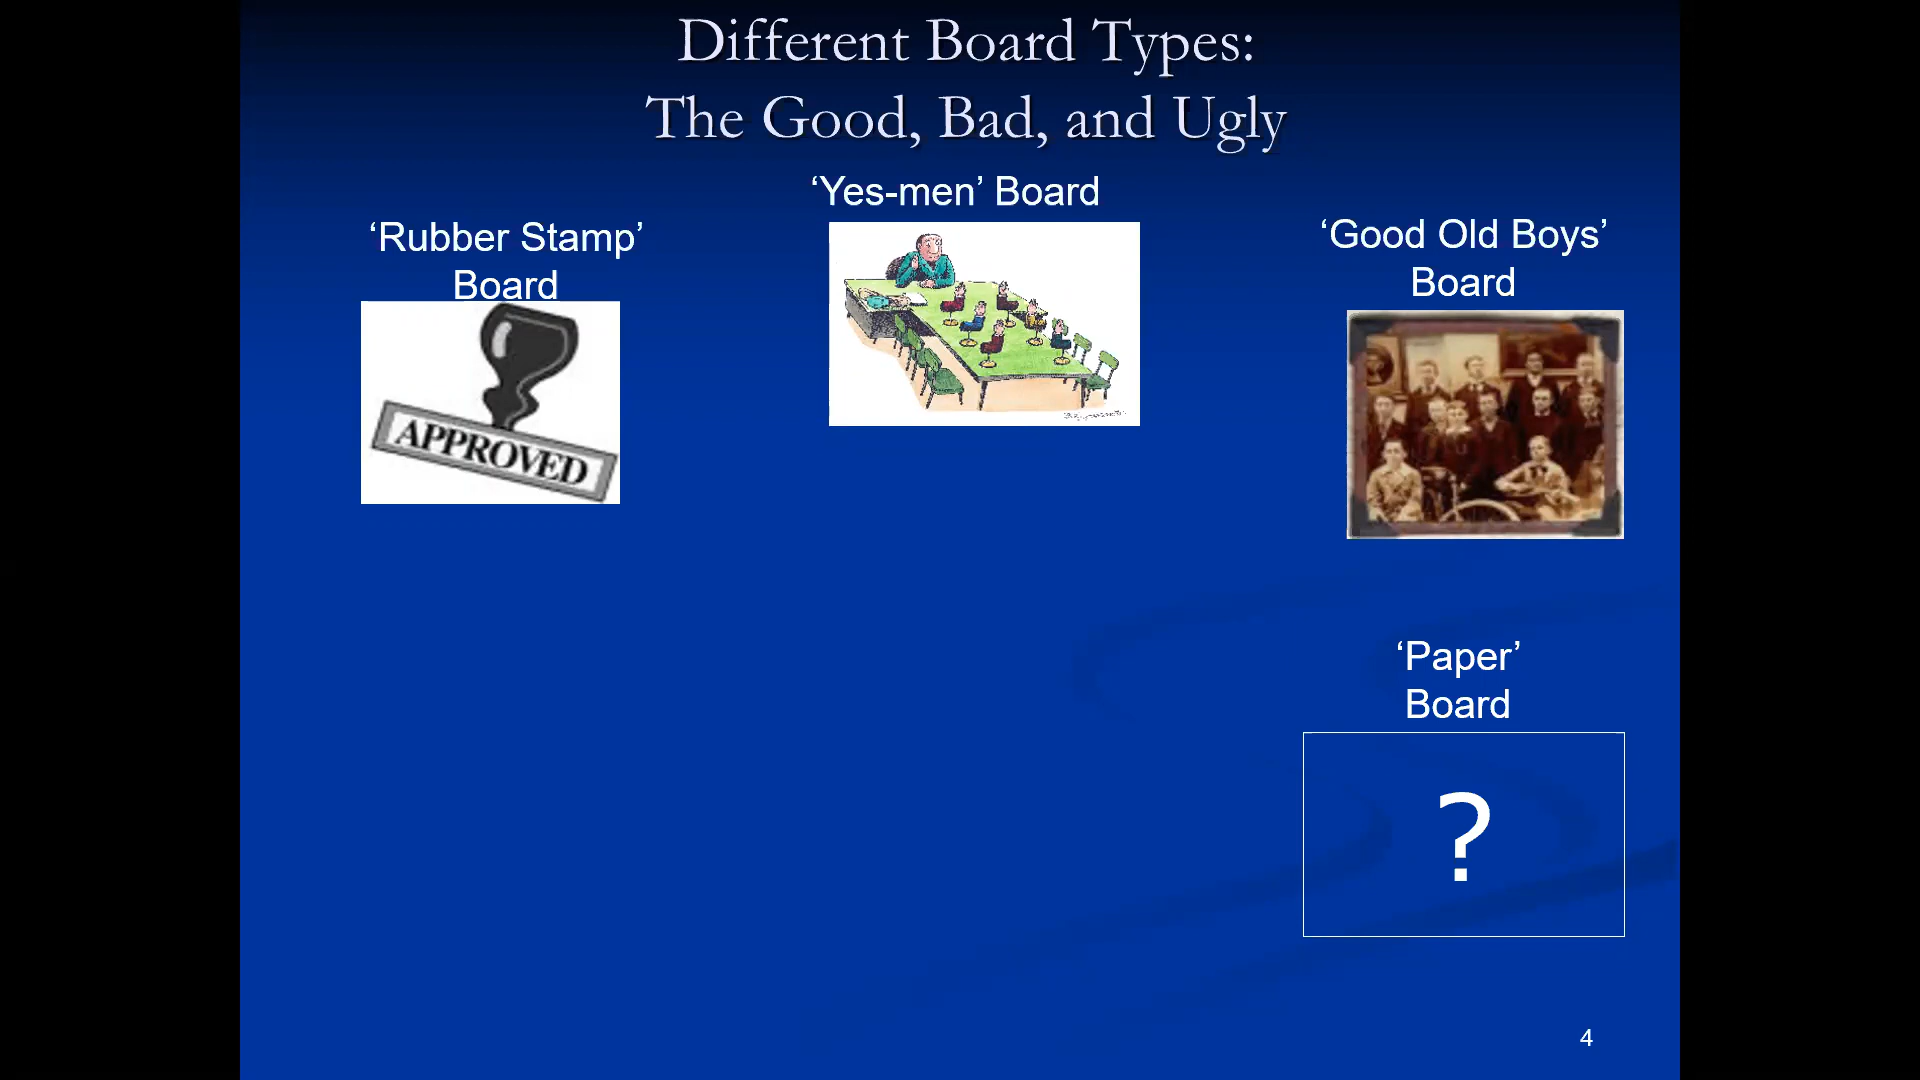 Different Board Types:
The Good, Bad, and Ugly
‘Yes-men’ Board
‘Rubber Stamp’
Board
APPROVED
‘Good Old Boys’
Board
‘Paper’
Board
?
4